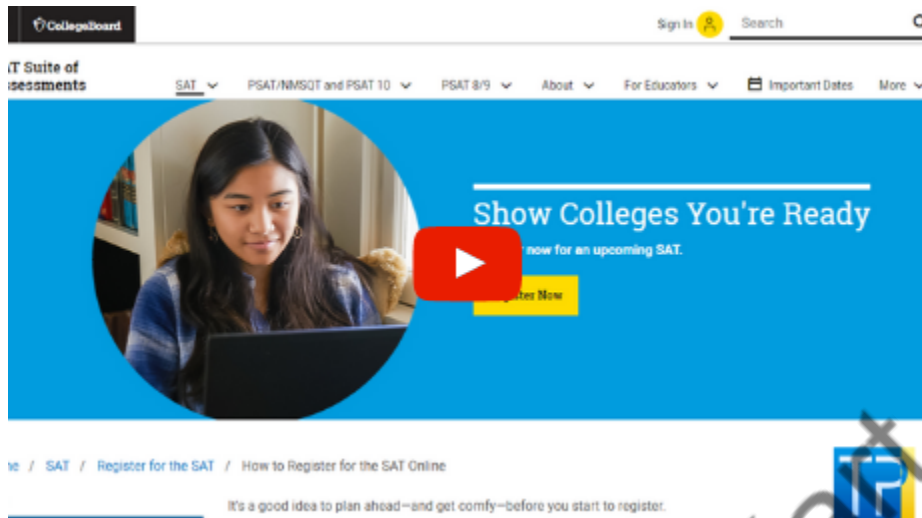 CollegeBoard
Sign In
Search
T Suite of
SAT
PSAT/NMSQT and PSAT 10
PSAT 8/9
About
For Educators
Important Dates
More
Show Colleges You're Ready
now for an upcoming SAT.
Now
/ SAT / Register for the SAT / How to Register for the SAT Online
It's a good idea to plan ahead—and get comfy—before you start to register.